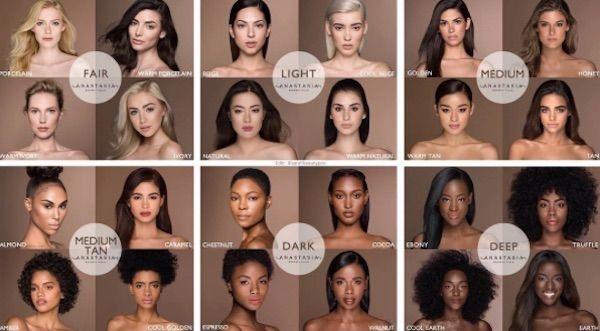 PORCELAIN
WARM PORCELAIN
FAIR
ANASTASIA
WARM IVORY
IVORY
BEIGE
COOL BEIGE
LIGHT
ANASTASIA
NATURAL
WARM NATURAL
GOLDEN
HONEY
MEDIUM
ANASTASIA
WARM TAN
TAN
ALMOND
CARAMEL
MEDIUM
TAN
ANASTASIA
AMBER
COOL GOLDEN
CHESTNUT
COCOA
DARK
ANASTASIA
ESPRESSO
WALNUT
EBONY
TRUFFLE
DEEP
ANASTASIA
COOL EARTH
EARTH